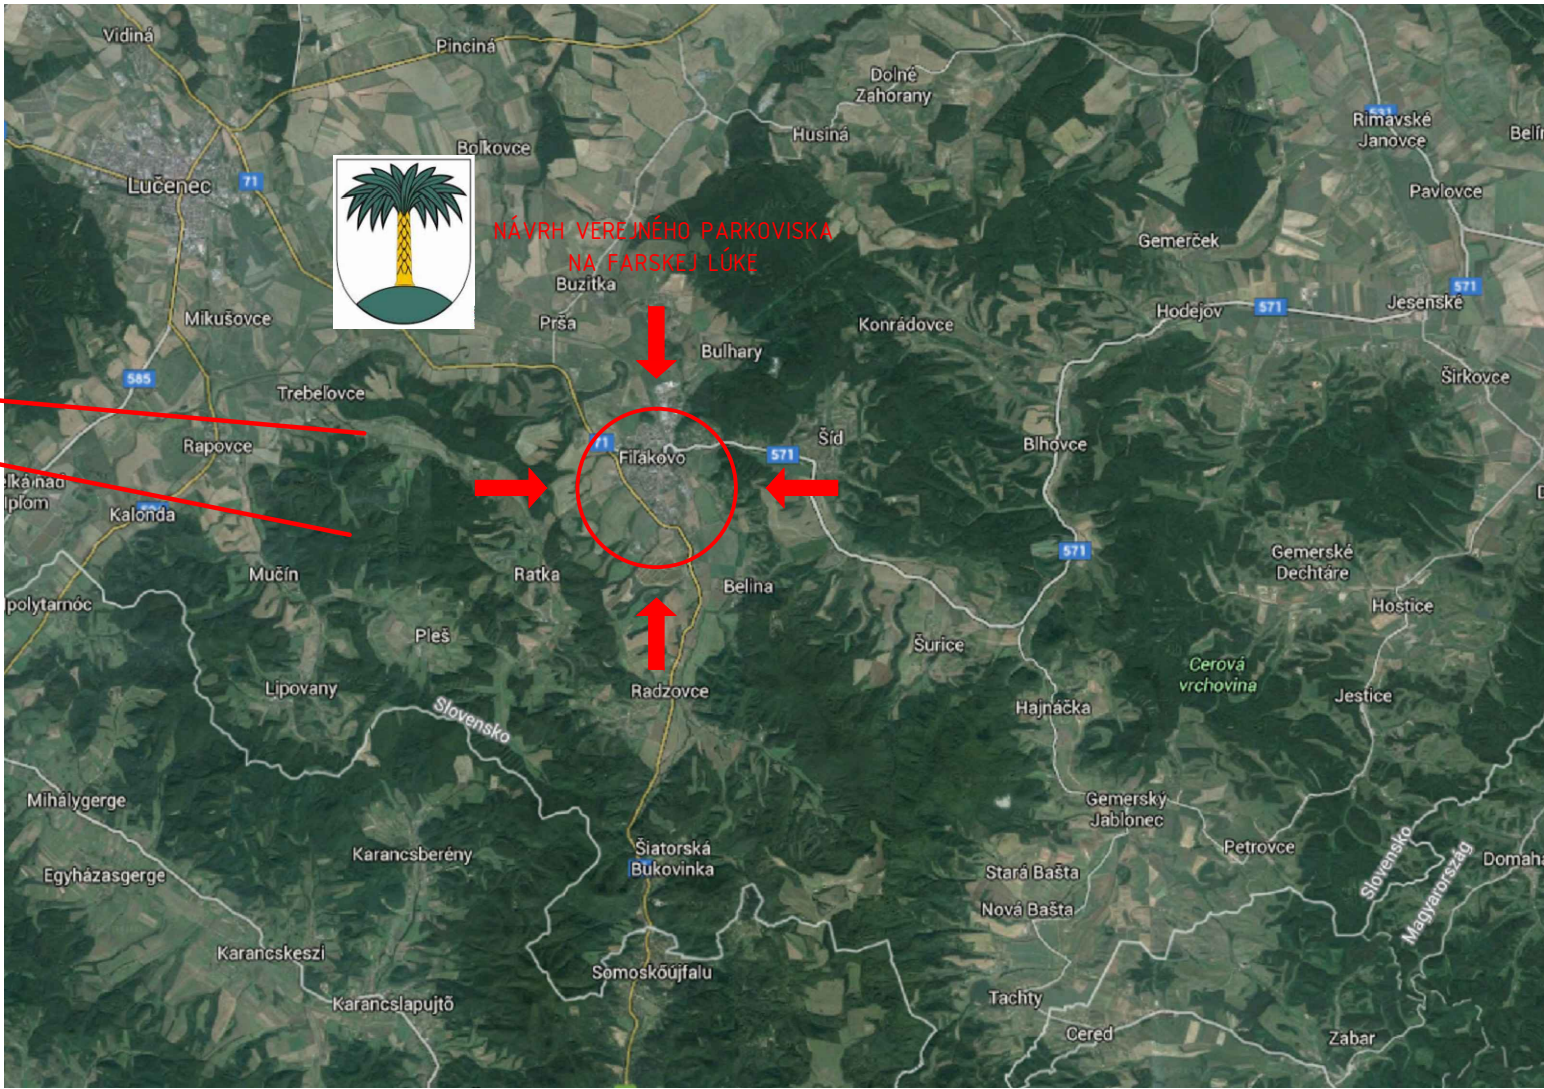 Vidiná
Pinciná
Dolné
Zahorany
Husiná
531
Rimavské
Janovce
Boľkovce
Lučenec
71
Pavlovce
NÁVRH VEREJNÉHO PARKOVISKA
NA FARSKEJ LÚKE
Gemerček
Buzitka
571
571
Jesenské
Hodejov
Mikušovce
Prša
Konrádovce
Bulhary
585
Širkovce
Trebeľovce
Rapovce
71
Fiľakovo
571
Šíd
Blhovce
Kalonda
571
Gemerské
Dechtáre
Mučín
Ratka
Belina
Hostice
Pleš
Šurice
Cerová
vrchovina
Lipovany
Radzovce
Jestice
Hajnáčka
Slovensko
Mihálygerge
Gemerský
Jablonec
Petrovce
Slovensko
Magyarország
Karancsberény
Šiatorská
Bukovinka
Egyházasgerge
Stará Bašta
Nová Bašta
Karancskeszi
Somoskőújfalu
Karancslapujtő
Tachty
Cered
Zabar